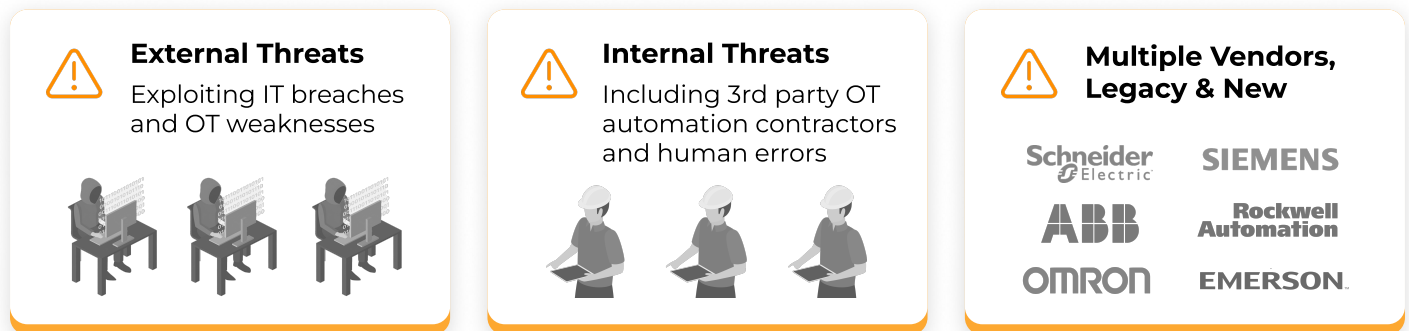 External Threats
Exploiting IT breaches
and OT weaknesses
Internal Threats
Including 3rd party OT
automation contractors
and human errors
Multiple Vendors,
Legacy & New
Schneider
Electric
SIEMENS
ABB
Rockwell
Automation
OMRON
EMERSON